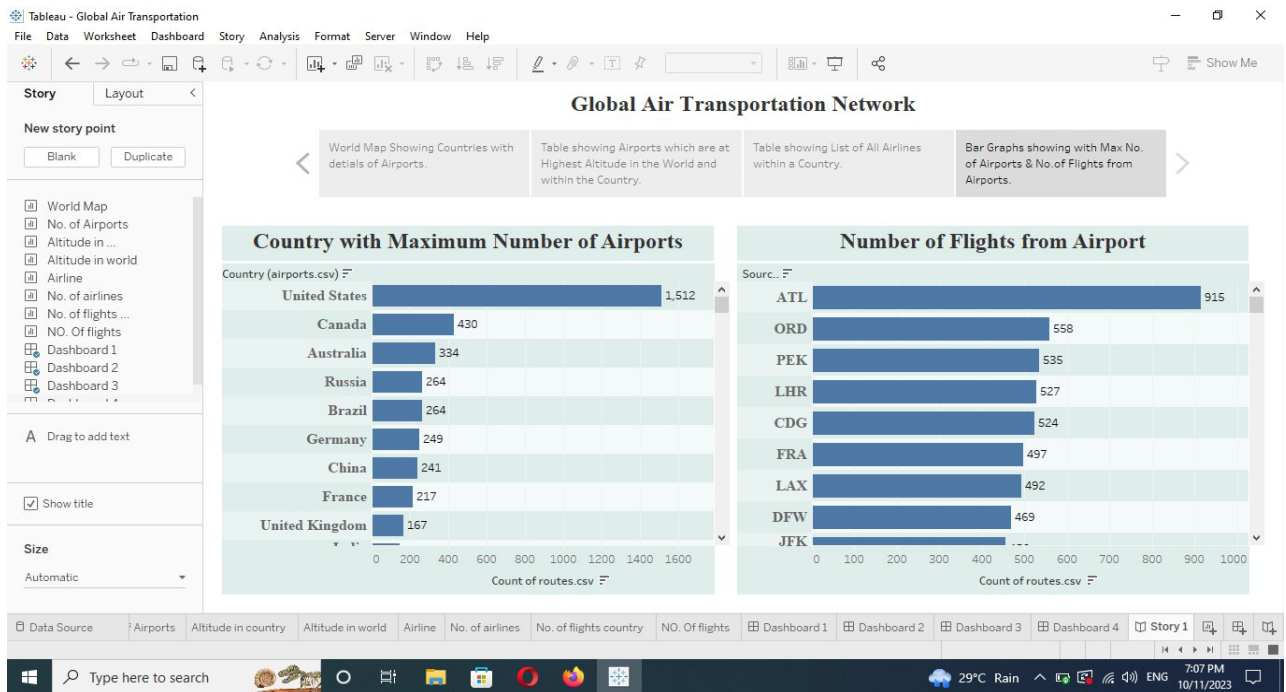 Tableau - Global Air Transportation
File Data Worksheet Dashboard Story Analysis Format Server Window Help
Show Me
Story Layout
New story point
Blank Duplicate
World Map
No. of Airports
Altitude in ...
Altitude in world
Airline
No. of airlines
No. of flights ...
NO. Of flights
Dashboard 1
Dashboard 2
Dashboard 3
A Drag to add text
Show title
Size
Automatic
Global Air Transportation Network
World Map Showing Countries with
detials of Airports.
Table showing Airports which are at
Highest Altitude in the World and
within the Country.
Table showing List of All Airlines
within a Country.
Bar Graphs showing with Max No.
of Airports & No.of Flights from
Airports.
Country with Maximum Number of Airports
Country (airports.csv)
United States 1,512
Canada 430
Australia 334
Russia 264
Brazil 264
Germany 249
China 241
France 217
United Kingdom 167
0 200 400 600 800 1000 1200 1400 1600
Count of routes.csv
Number of Flights from Airport
Sourc..
ATL 915
ORD 558
PEK 535
LHR 527
CDG 524
FRA 497
LAX 492
DFW 469
JFK
0 100 200 300 400 500 600 700 800 900 1000
Count of routes.csv
Data Source Airports Altitude in country Altitude in world Airline No. of airlines No. of flights country NO. Of flights Dashboard 1 Dashboard 2 Dashboard 3 Dashboard 4 Story 1
Type here to search 29°C Rain ENG 7:07 PM
10/11/2023